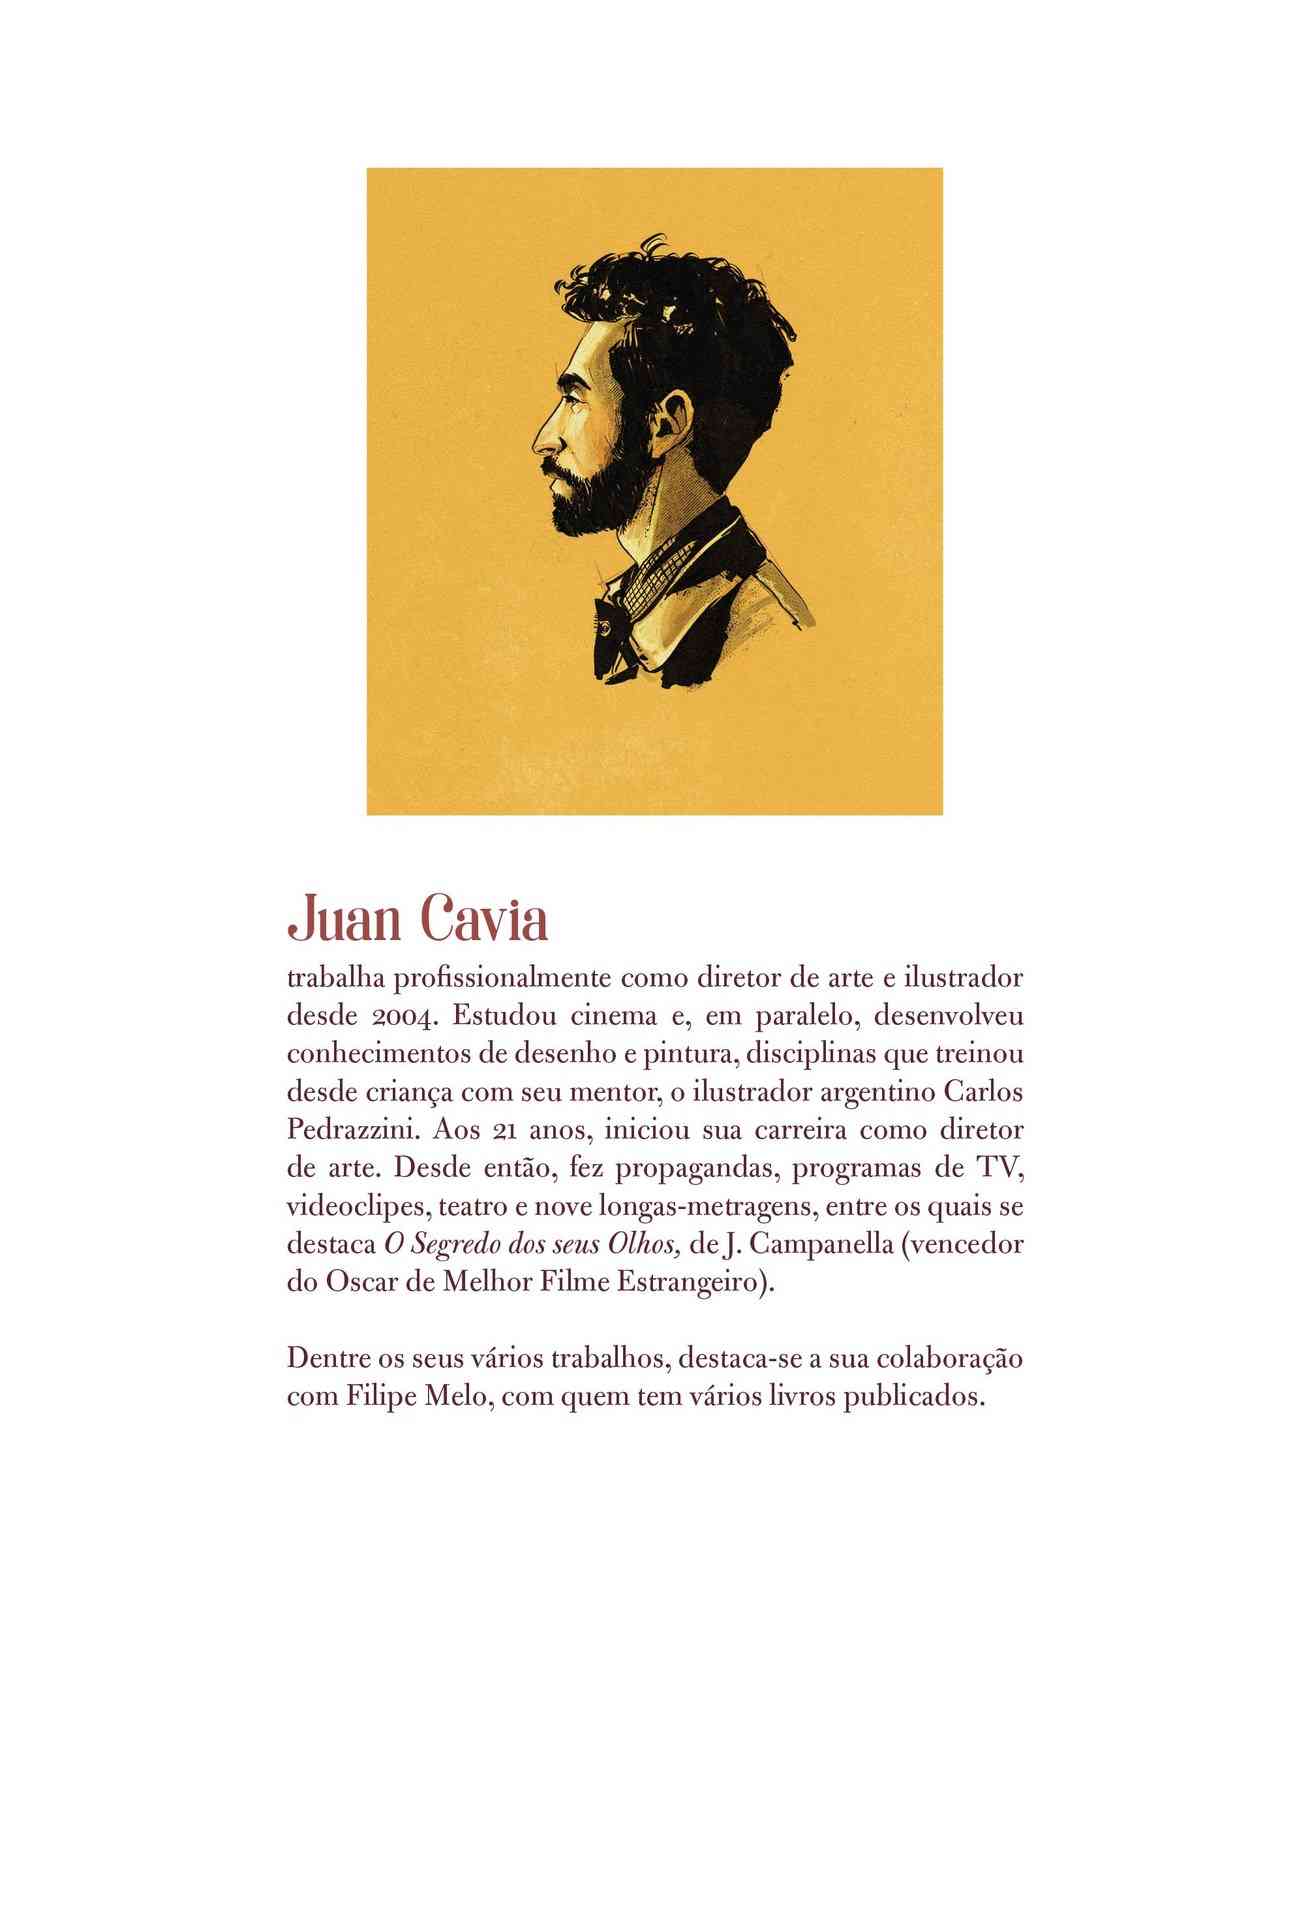 Juan Cavia
trabalha profissionalmente como diretor de arte e ilustrador
desde 2004. Estudou cinema e, em paralelo, desenvolveu
conhecimentos de desenho e pintura, disciplinas que treinou
desde criança com seu mentor, o ilustrador argentino Carlos
Pedrazzini. Aos 21 anos, iniciou sua carreira como diretor
de arte. Desde então, fez propagandas, programas de TV,
videoclipes, teatro e nove longas-metragens, entre os quais se
destaca O Segredo dos seus Olhos, de J. Campanella (vencedor
do Oscar de Melhor Filme Estrangeiro).
Dentre os seus vários trabalhos, destaca-se a sua colaboração
com Filipe Melo, com quem tem vários livros publicados.